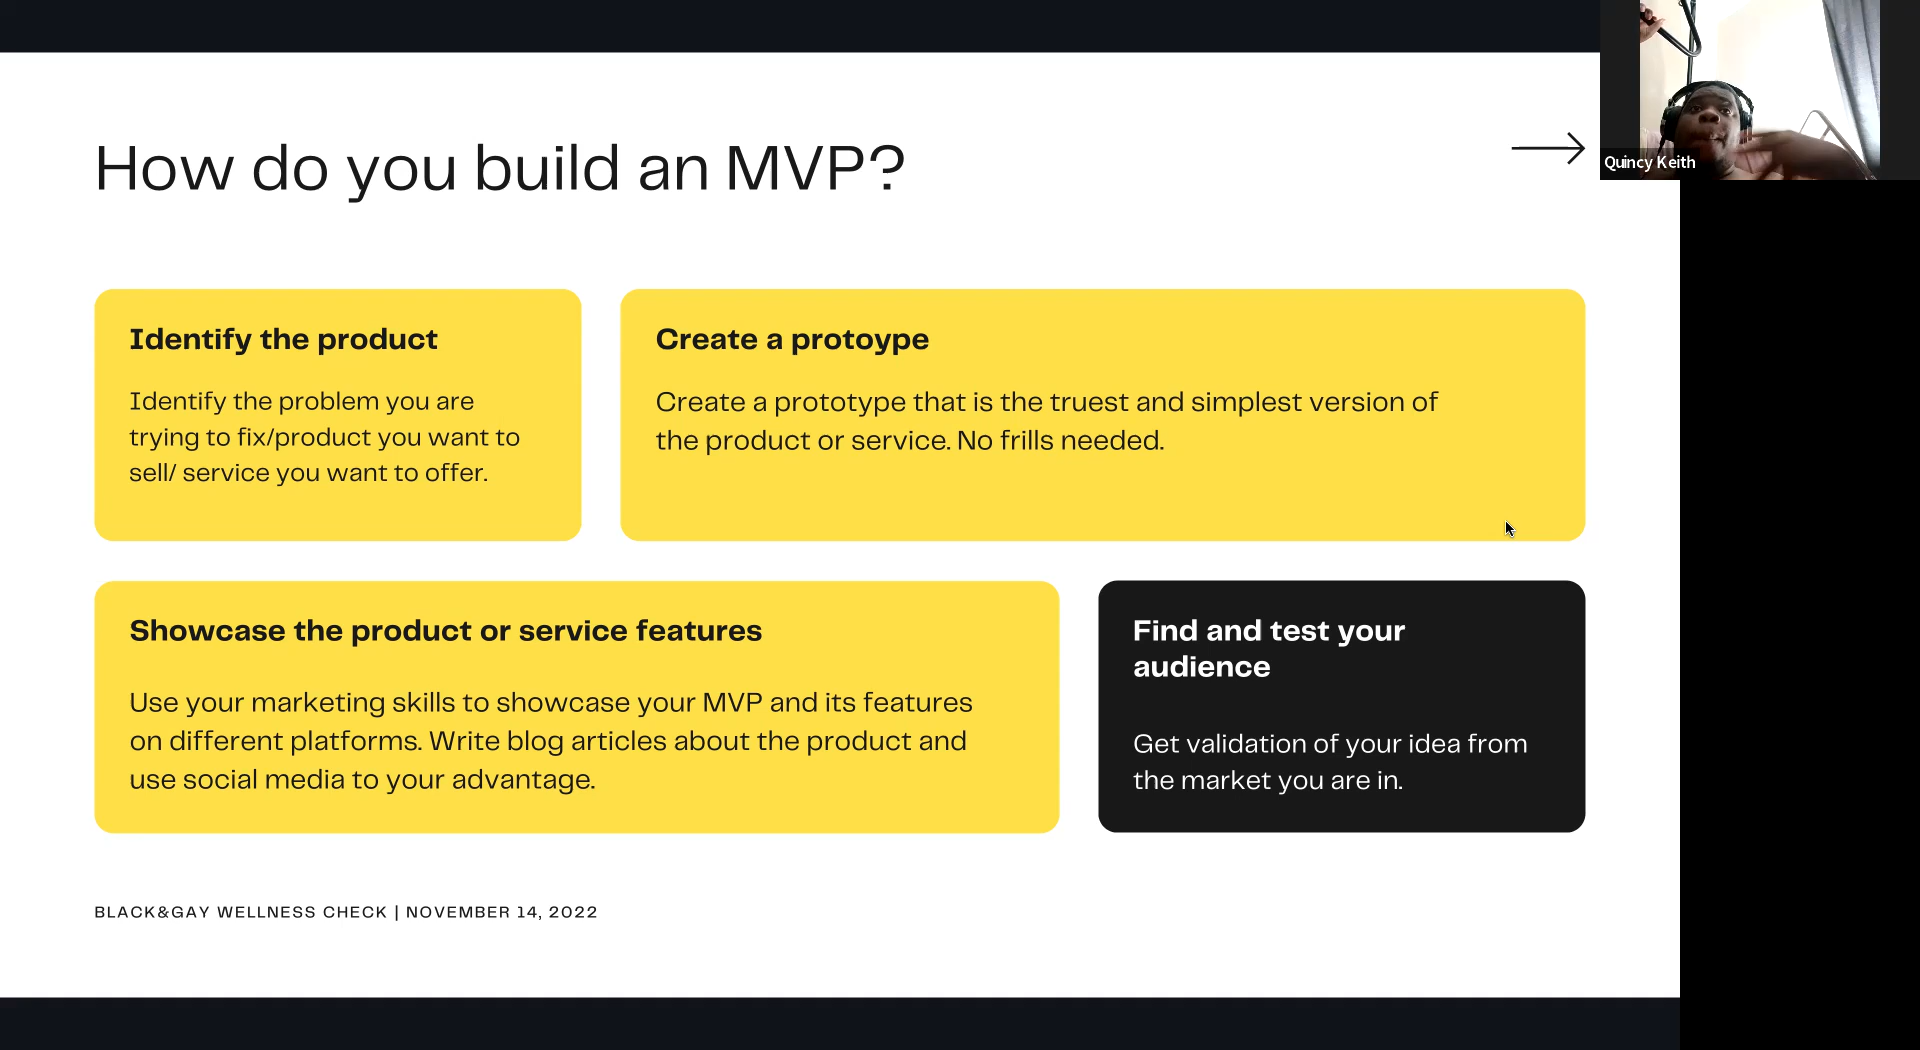 How do you build an MVP?
Quincy Keith
Identify the product
Identify the problem you are
trying to fix/product you want to
sell/ service you want to offer.
Create a protoype
Create a prototype that is the truest and simplest version of
the product or service. No frills needed.
Showcase the product or service features
Use your marketing skills to showcase your MVP and its features
on different platforms. Write blog articles about the product and
use social media to your advantage.
Find and test your
audience
Get validation of your idea from
the market you are in.
BLACK&GAY WELLNESS CHECK | NOVEMBER 14, 2022